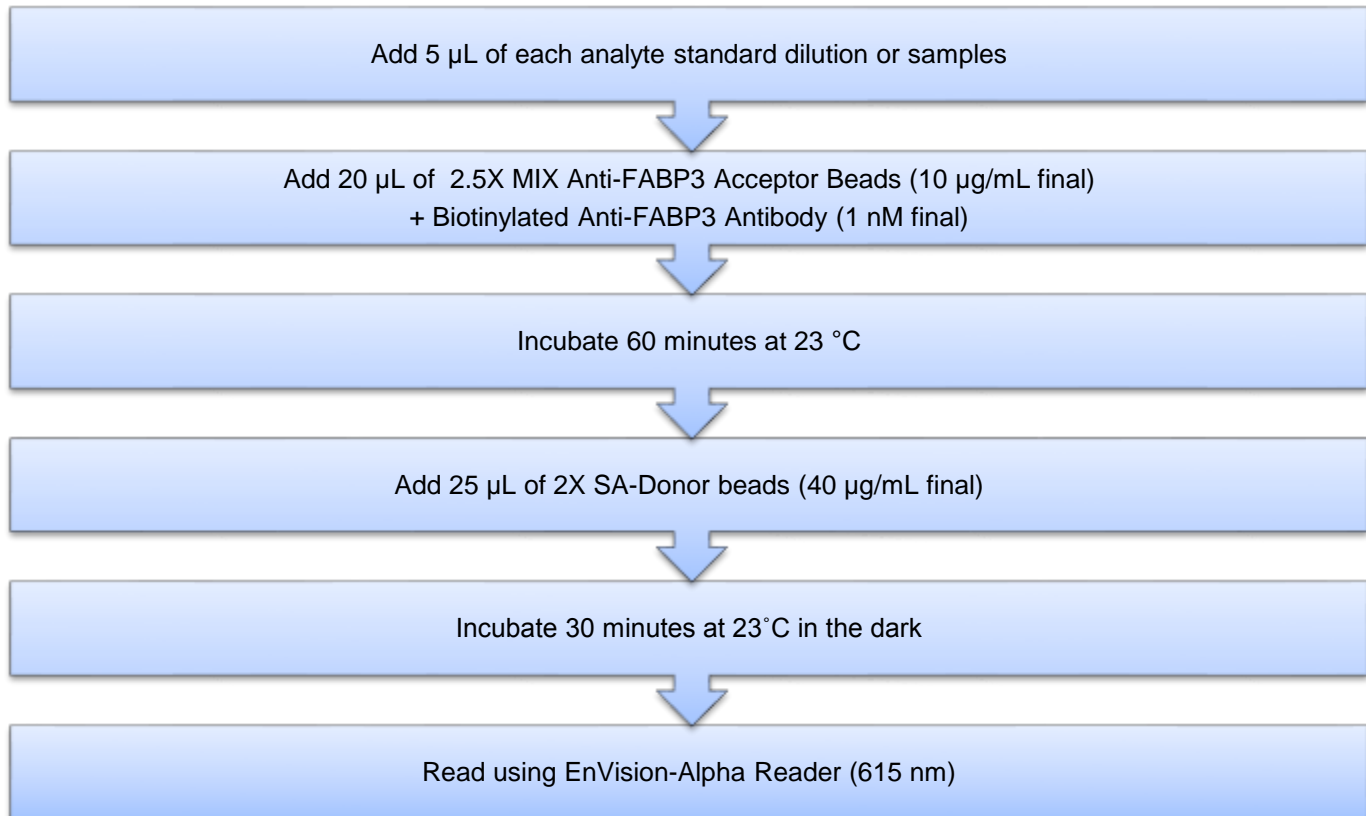 Add 5 µL of each analyte standard dilution or samples
Add 20 µL of 2.5X MIX Anti-FABP3 Acceptor Beads (10 µg/mL final)
+ Biotinylated Anti-FABP3 Antibody (1 nM final)
Incubate 60 minutes at 23 °C
Add 25 µL of 2X SA-Donor beads (40 µg/mL final)
Incubate 30 minutes at 23˚C in the dark
Read using EnVision-Alpha Reader (615 nm)